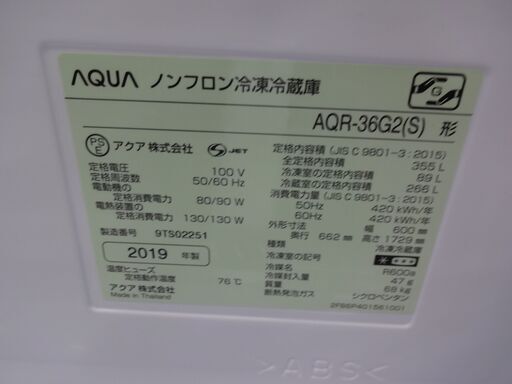 AQUA ノンフロン冷凍冷蔵庫
AQR-36G2(S) 形
PSE アクア株式会社 S JET
定格電圧 100 V
定格周波数 50/60 Hz
電動機の
定格消費電力 80/90 W
電熱装置の
定格消費電力 130/130 W
製造番号 9TS02251
2019 年製
温度ヒューズ
定格動作温度 76℃
アクア株式会社
Made in Thailand
定格内容積 (JIS C 9801-3:2015)
全定格内容積 355 L
冷凍室の定格内容積 89 L
冷蔵室の定格内容積 266 L
消費電力量 (JIS C 9801-3:2015)
50Hz 420 kWh/年
60Hz 420 kWh/年
外形寸法 幅 600 mm
奥行 662 mm 高さ 1729 mm
種類 冷凍冷蔵庫
冷凍室の記号
冷媒名 R600a
冷媒封入量 47 g
質量 68 kg
断熱発泡ガス シクロペンタン
2F86P401561001
>ABS<